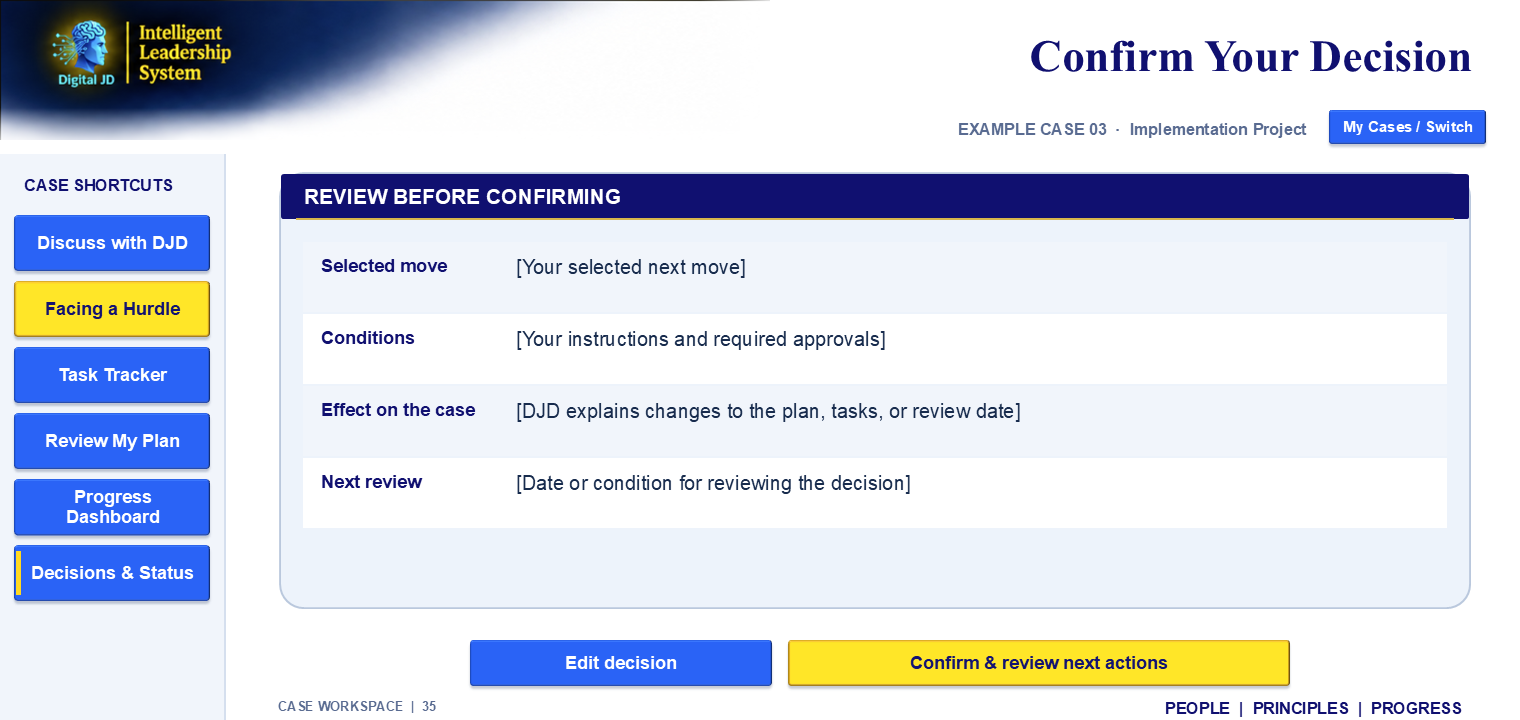 Intelligent
Leadership
System
Digital JD
Confirm Your Decision
EXAMPLE CASE 03 · Implementation Project
My Cases / Switch
CASE SHORTCUTS
Discuss with DJD
Facing a Hurdle
Task Tracker
Review My Plan
Progress
Dashboard
Decisions & Status
REVIEW BEFORE CONFIRMING
Selected move [Your selected next move]
Conditions [Your instructions and required approvals]
Effect on the case [DJD explains changes to the plan, tasks, or review date]
Next review [Date or condition for reviewing the decision]
Edit decision
Confirm & review next actions
CASE WORKSPACE | 35
PEOPLE | PRINCIPLES | PROGRESS